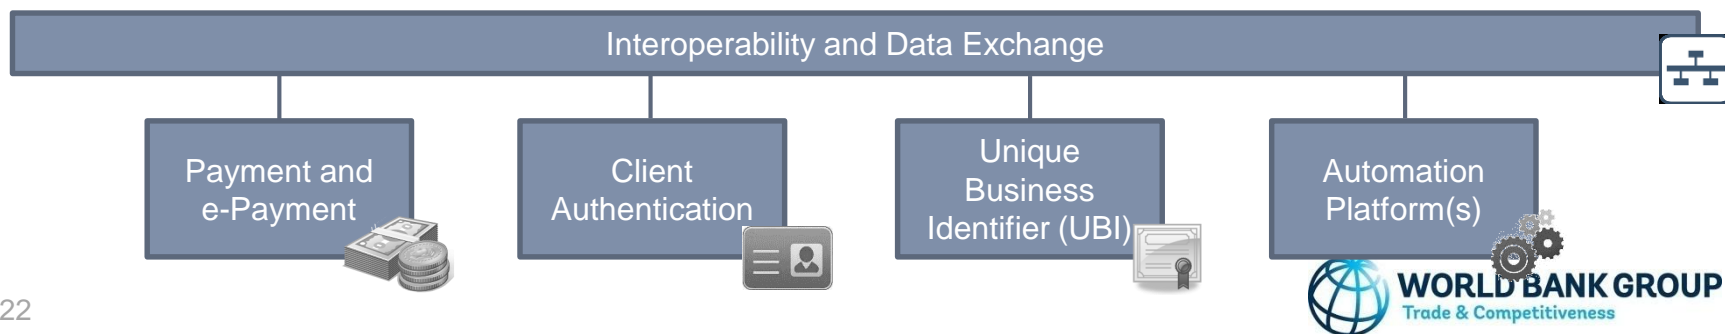 Interoperability and Data Exchange
Payment and
e-Payment
Client
Authentication
Unique
Business
Identifier (UBI)
Automation
Platform(s)
WORLD BANK GROUP
Trade & Competitiveness
22